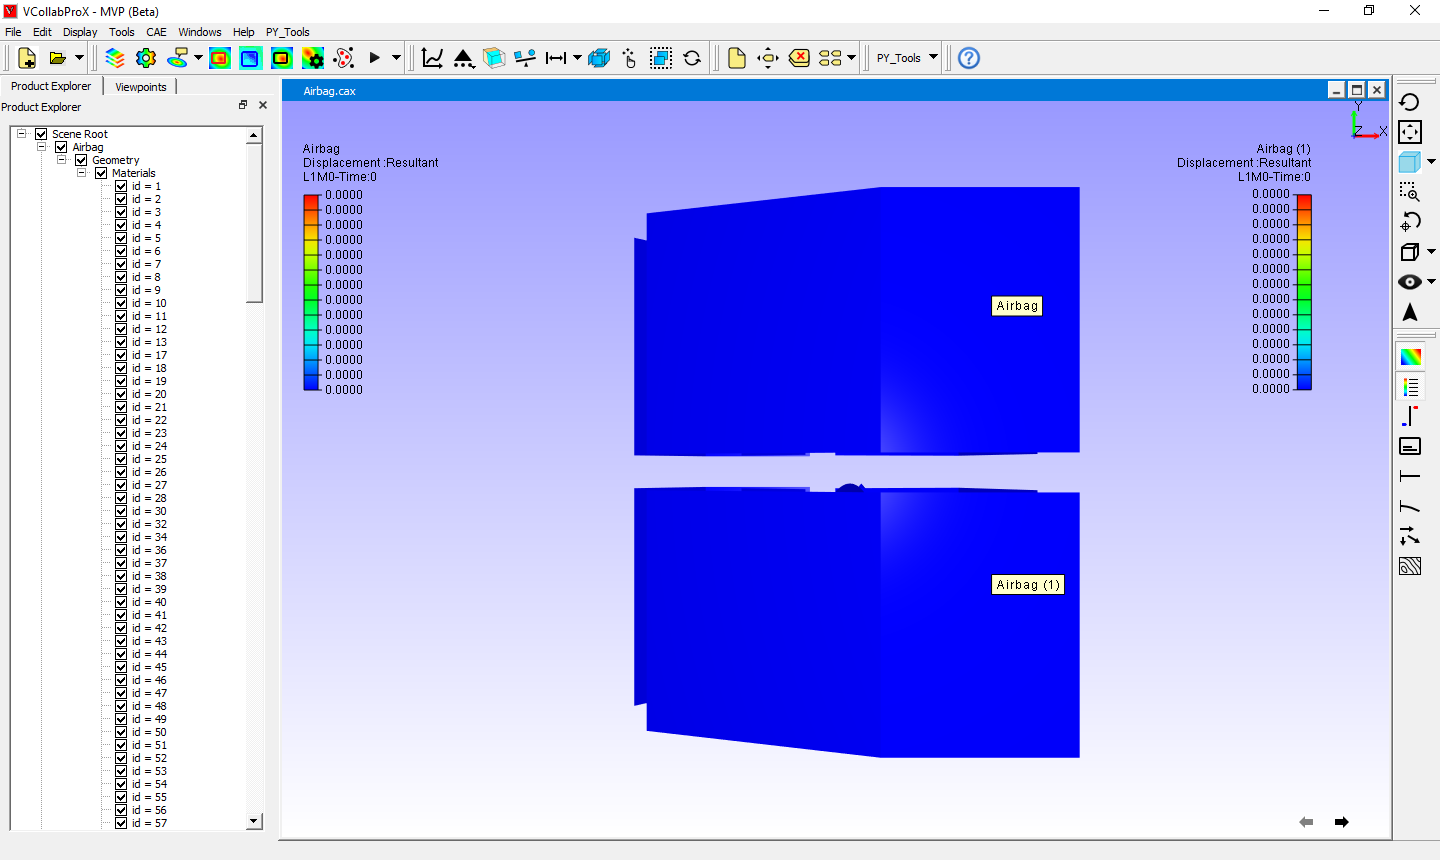 VCollabProX - MVP (Beta)
File Edit Display Tools CAE Windows Help PY_Tools
PY_Tools
Product Explorer Viewpoints
Product Explorer
Scene Root
Airbag
Geometry
Materials
id = 1
id = 2
id = 3
id = 4
id = 5
id = 6
id = 7
id = 8
id = 9
id = 10
id = 11
id = 12
id = 13
id = 17
id = 18
id = 19
id = 20
id = 21
id = 22
id = 23
id = 24
id = 25
id = 26
id = 27
id = 28
id = 30
id = 32
id = 34
id = 36
id = 37
id = 38
id = 39
id = 40
id = 41
id = 42
id = 43
id = 44
id = 45
id = 46
id = 47
id = 48
id = 49
id = 50
id = 51
id = 52
id = 53
id = 54
id = 55
id = 56
id = 57
Airbag.cax
Airbag
Displacement :Resultant
L1M0-Time:0
0.0000
0.0000
0.0000
0.0000
0.0000
0.0000
0.0000
0.0000
0.0000
0.0000
0.0000
0.0000
0.0000
0.0000
Y
Z X
Airbag (1)
Displacement :Resultant
L1M0-Time:0
0.0000
0.0000
0.0000
0.0000
0.0000
0.0000
0.0000
0.0000
0.0000
0.0000
0.0000
0.0000
0.0000
0.0000
Airbag
Airbag (1)